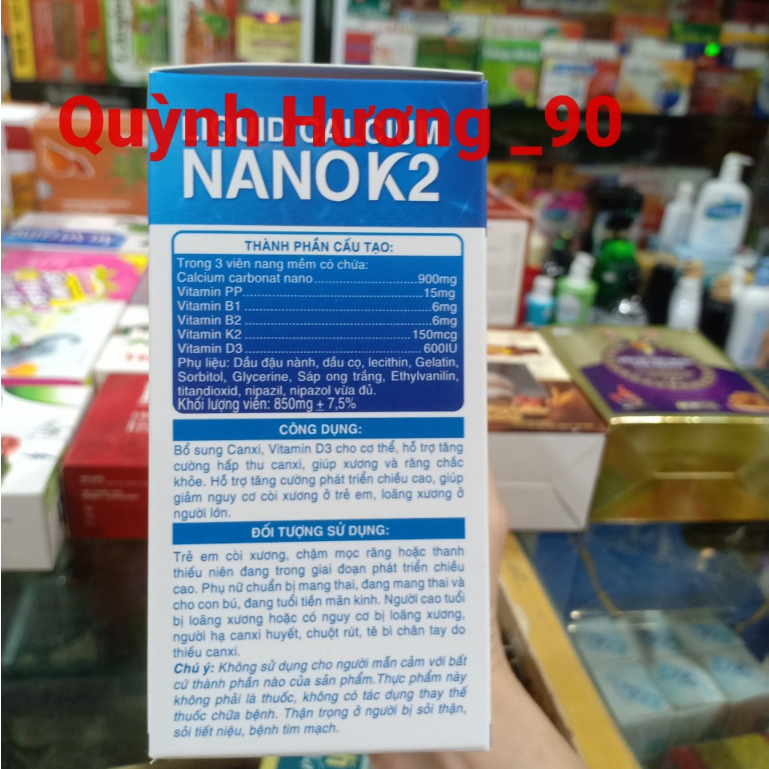 Quỳnh Hương _90
LIQUID CALCIUM
NANO K2
THÀNH PHẦN CẤU TẠO:
Trong 3 viên nang mềm có chứa:
Calcium carbonat nano...........................900mg
Vitamin PP...........................15mg
Vitamin B1...........................6mg
Vitamin B2...........................6mg
Vitamin K2...........................150mcg
Vitamin D3...........................600IU
Phụ liệu: Dầu đậu nành, dầu cọ, lecithin, Gelatin,
Sorbitol, Glycerine, Sáp ong trắng, Ethylvanilin,
titandioxid, nipazil, nipazol vừa đủ.
Khối lượng viên: 850mg ± 7,5%
CÔNG DỤNG:
Bổ sung Canxi, Vitamin D3 cho cơ thể, hỗ trợ tăng
cường hấp thu canxi, giúp xương và răng chắc
khỏe. Hỗ trợ tăng cường phát triển chiều cao, giúp
giảm nguy cơ còi xương ở trẻ em, loãng xương ở
người lớn.
ĐỐI TƯỢNG SỬ DỤNG:
Trẻ em còi xương, chậm mọc răng hoặc thanh
thiếu niên đang trong giai đoạn phát triển chiều
cao. Phụ nữ chuẩn bị mang thai, đang mang thai và
cho con bú, đang tuổi tiền mãn kinh. Người cao tuổi
bị loãng xương hoặc có nguy cơ bị loãng xương,
người hạ canxi huyết, chuột rút, tê bì chân tay do
thiếu canxi.
Chú ý: Không sử dụng cho người mẫn cảm với bất
cứ thành phần nào của sản phẩm.Thực phẩm này
không phải là thuốc, không có tác dụng thay thế
thuốc chữa bệnh. Thận trọng ở người bị sỏi thận,
sỏi tiết niệu, bệnh tim mạch.